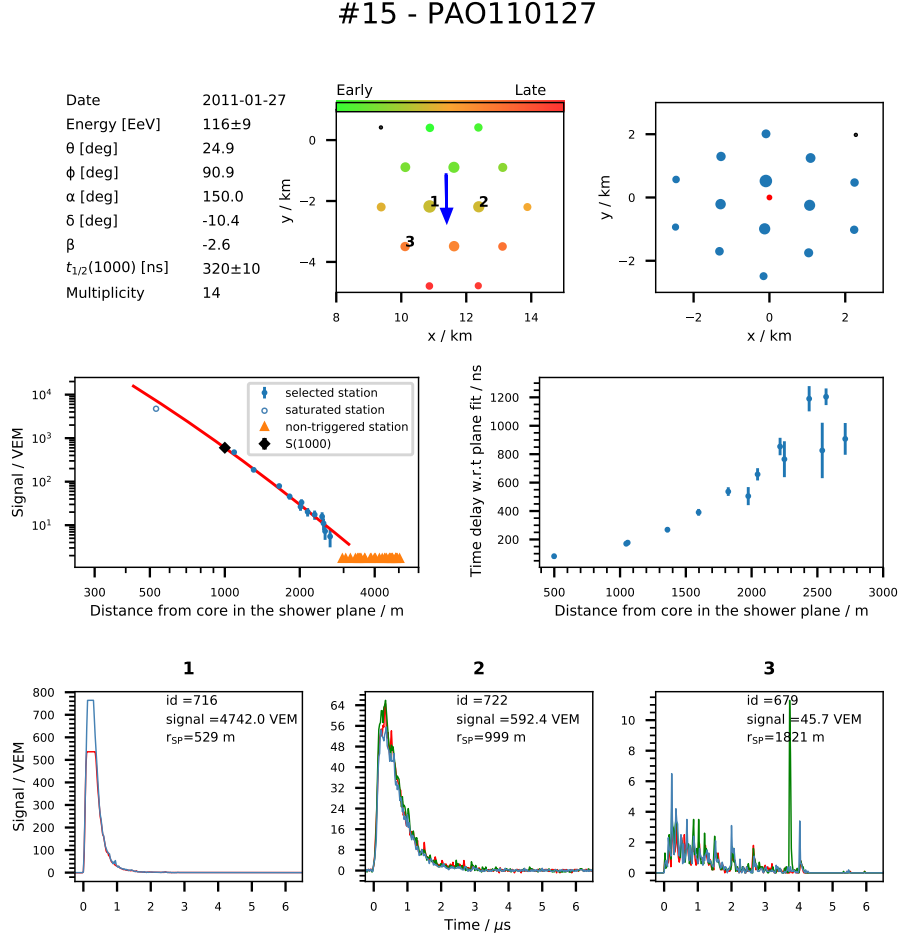 #15 - PAO110127
Date 2011-01-27
Energy [EeV] 116±9
θ [deg] 24.9
ϕ [deg] 90.9
α [deg] 150.0
δ [deg] -10.4
β -2.6
t1/2(1000) [ns] 320±10
Multiplicity 14
Early Late
0
−2
−4
y / km
1
2
3
8 10 12 14
x / km
2
0
−2
y / km
−2 0 2
x / km
Signal / VEM
10^4
10^3
10^2
10^1
selected station
saturated station
non-triggered station
S(1000)
300 500 1000 2000 4000
Distance from core in the shower plane / m
Time delay w.r.t plane fit / ns
1200
1000
800
600
400
200
500 1000 1500 2000 2500 3000
Distance from core in the shower plane / m
1
Signal / VEM
800
700
600
500
400
300
200
100
0
id =716
signal =4742.0 VEM
rSP=529 m
0 1 2 3 4 5 6
2
64
56
48
40
32
24
16
8
0
id =722
signal =592.4 VEM
rSP=999 m
0 1 2 3 4 5 6
Time / μs
3
10
8
6
4
2
0
id =679
signal =45.7 VEM
rSP=1821 m
0 1 2 3 4 5 6